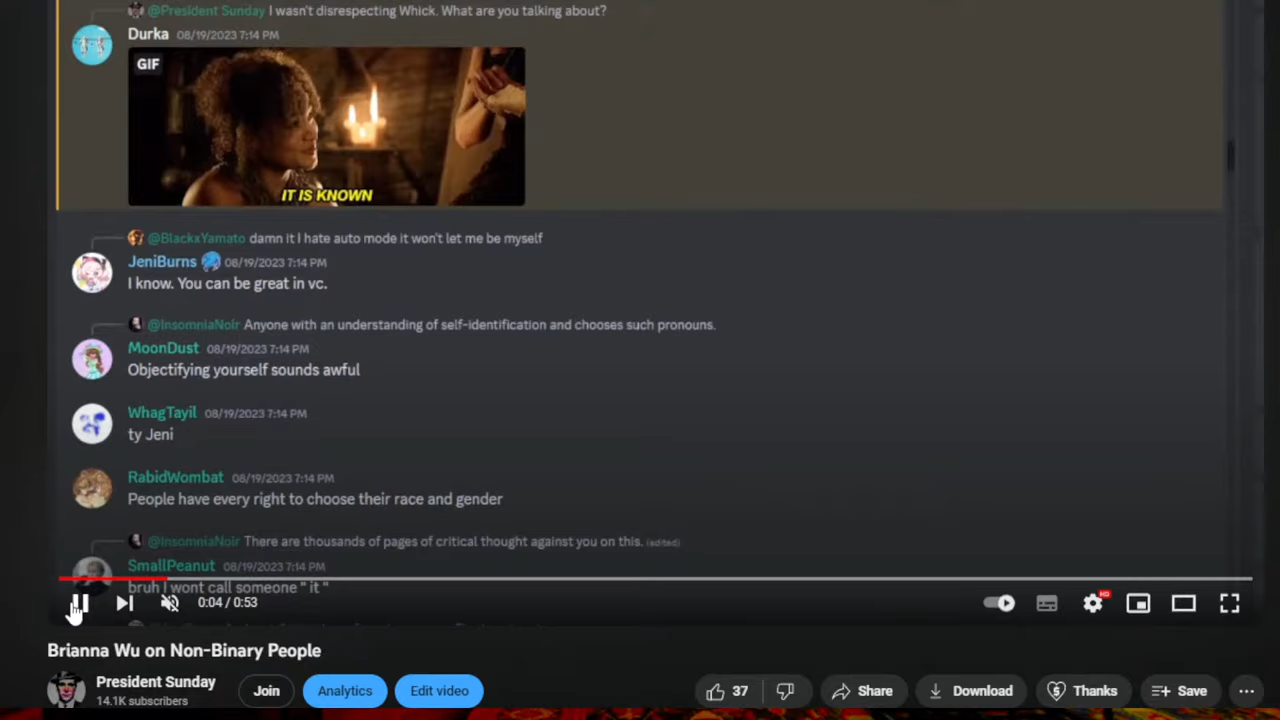 @President Sunday I wasn't disrespecting Whick. What are you talking about?
Durka 08/19/2023 7:14 PM
GIF
IT IS KNOWN
@BlackxYamato damn it I hate auto mode it won't let me be myself
JeniBurns 08/19/2023 7:14 PM
I know. You can be great in vc.
@InsomniaNoir Anyone with an understanding of self-identification and chooses such pronouns.
MoonDust 08/19/2023 7:14 PM
Objectifying yourself sounds awful
WhagTayil 08/19/2023 7:14 PM
ty Jeni
RabidWombat 08/19/2023 7:14 PM
People have every right to choose their race and gender
@InsomniaNoir There are thousands of pages of critical thought against you on this. (edited)
SmallPeanut 08/19/2023 7:14 PM
bruh I wont call someone " it "
0:04 / 0:53
HD
Brianna Wu on Non-Binary People
President Sunday
14.1K subscribers
Join
Analytics
Edit video
37
Share
Download
Thanks
Save